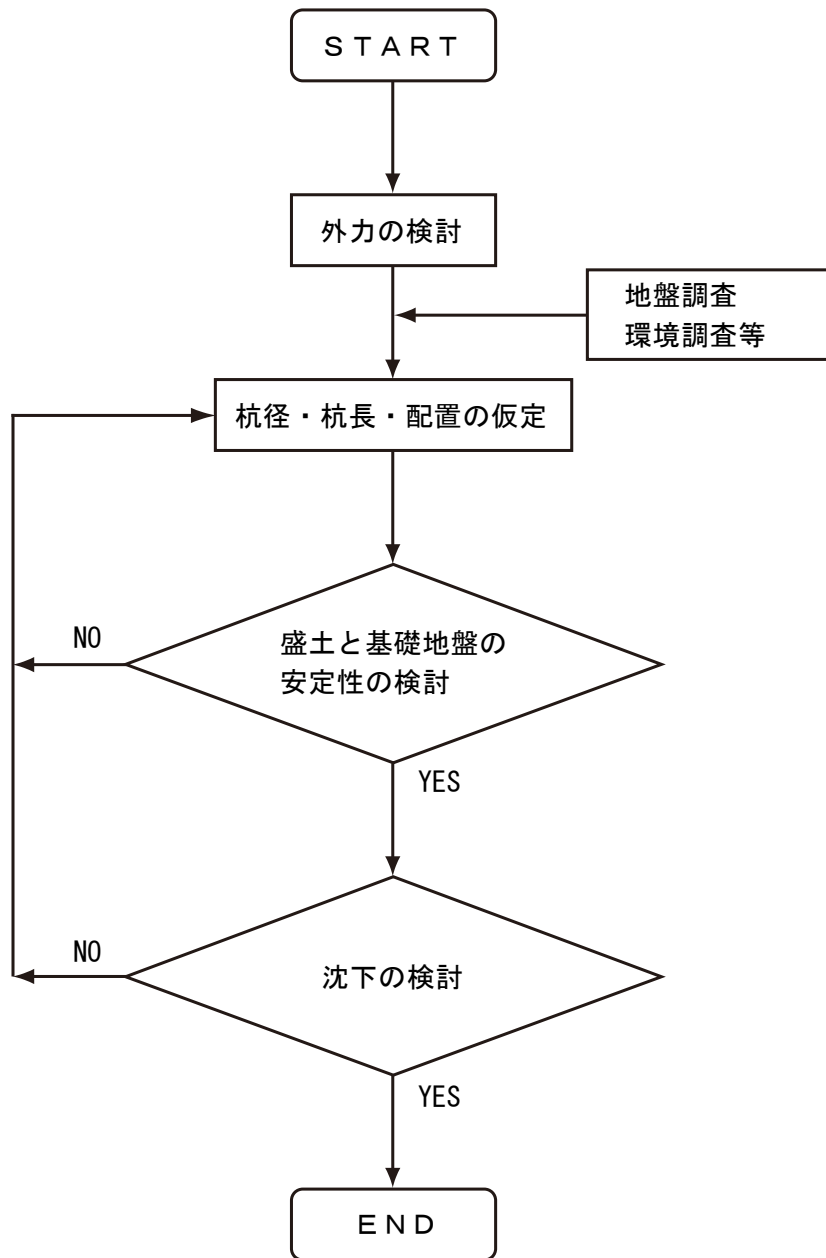 START
外力の検討
地盤調査
環境調査等
杭径・杭長・配置の仮定
NO
盛土と基礎地盤の
安定性の検討
YES
NO
沈下の検討
YES
END